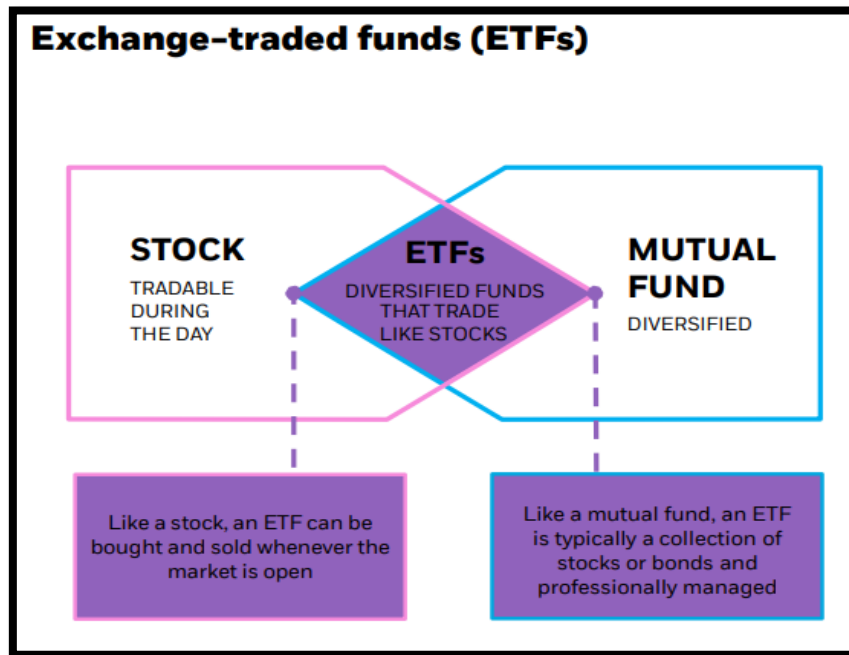 Exchange-traded funds (ETFs)
STOCK
TRADABLE
DURING
THE DAY
ETFs
DIVERSIFIED FUNDS
THAT TRADE
LIKE STOCKS
MUTUAL
FUND
DIVERSIFIED
Like a stock, an ETF can be
bought and sold whenever the
market is open
Like a mutual fund, an ETF
is typically a collection of
stocks or bonds and
professionally managed